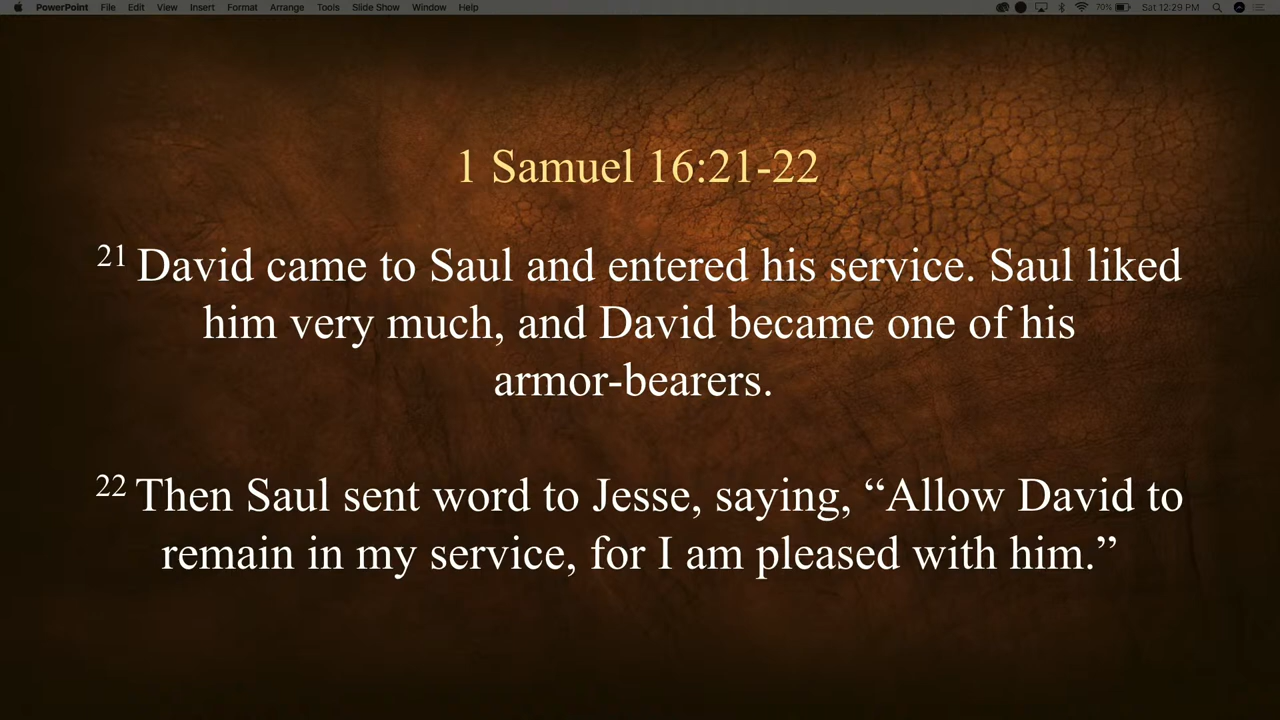 PowerPoint File Edit View Insert Format Arrange Tools Slide Show Window Help 70% Sat 12:29 PM
1 Samuel 16:21-22
21 David came to Saul and entered his service. Saul liked
him very much, and David became one of his
armor-bearers.
22 Then Saul sent word to Jesse, saying, “Allow David to
remain in my service, for I am pleased with him.”